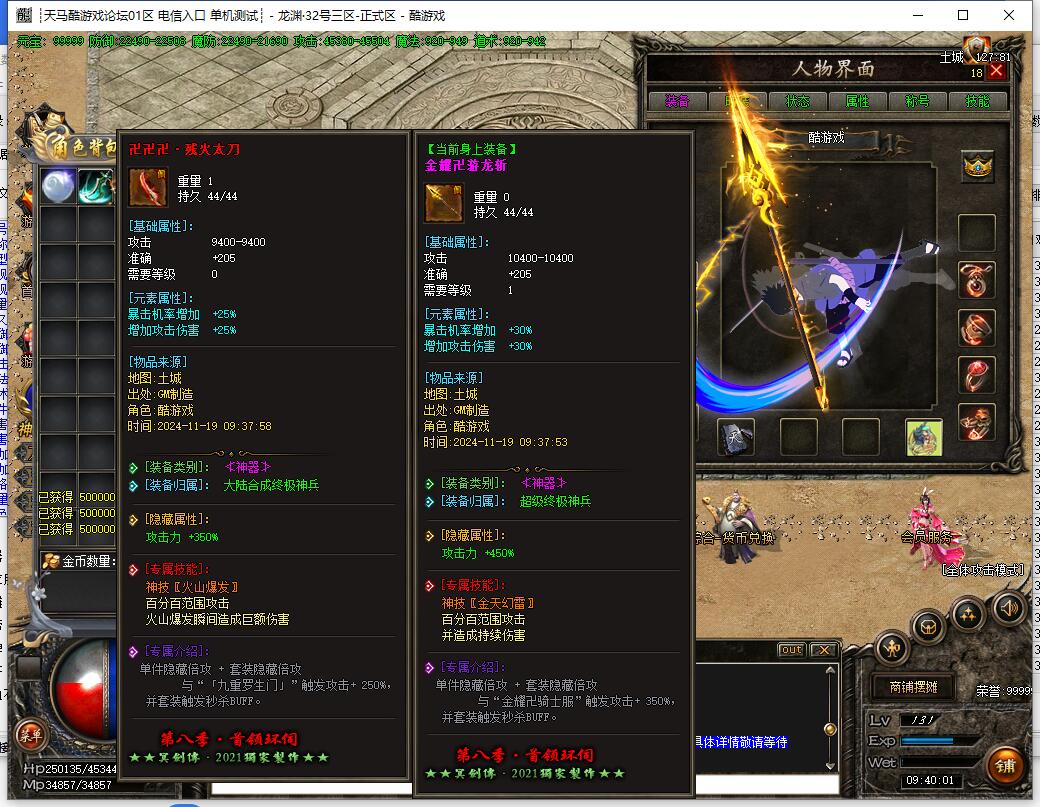 天马酷游戏论坛01区 电信入口 单机测试┊ - 龙渊·32号三区-正式区 - 酷游戏
元宝: 99999 防御:22490-22508 魔防:22490-21690 攻击:45360-45504 魔法:920-949 道术:920-942
土城 127:81
18
人物界面
装备
状态
属性
称号
技能
酷游戏
角色背包
卍卍卍·残火太刀
重量 1
持久 44/44
[基础属性]:
攻击 9400-9400
准确 +205
需要等级 0
[元素属性]:
暴击机率增加 +25%
增加攻击伤害 +25%
[物品来源]
地图:土城
出处:GM制造
角色:酷游戏
时间:2024-11-19 09:37:58
[装备类别]: <神器>
[装备归属]: 大陆合成终极神兵
[隐藏属性]:
攻击力 +350%
[专属技能]:
神技〖火山爆发〗
百分百范围攻击
火山爆发瞬间造成巨额伤害
[专属介绍]:
单件隐藏倍攻 + 套装隐藏倍攻
与“「九重罗生门」”触发攻击+ 250%,
并套装触发秒杀BUFF。
第八季·首领环伺
★★冥剑传·2021獨家製作★★
【当前身上装备】
金耀卍游龙斩
重量 0
持久 44/44
[基础属性]:
攻击 10400-10400
准确 +205
需要等级 1
[元素属性]:
暴击机率增加 +30%
增加攻击伤害 +30%
[物品来源]
地图:土城
出处:GM制造
角色:酷游戏
时间:2024-11-19 09:37:53
[装备类别]: <神器>
[装备归属]: 超级终极神兵
[隐藏属性]:
攻击力 +450%
[专属技能]:
神技〖金天幻雷〗
百分百范围攻击
并造成持续伤害
[专属介绍]:
单件隐藏倍攻 + 套装隐藏倍攻
与“金耀卍骑士服”触发攻击+ 350%,
并套装触发秒杀BUFF。
第八季·首领环伺
★★冥剑传·2021獨家製作★★
已获得 500000
已获得 500000
已获得 500000
金币数量:
综合-货币兑换
会员服务
[全体攻击模式]
out
具体详情敬请等待
商铺摆摊
荣誉:9999
Lv 131
Exp
Wet
09:40:01
铺
菜单
Hp250135/45344
Mp34857/34857